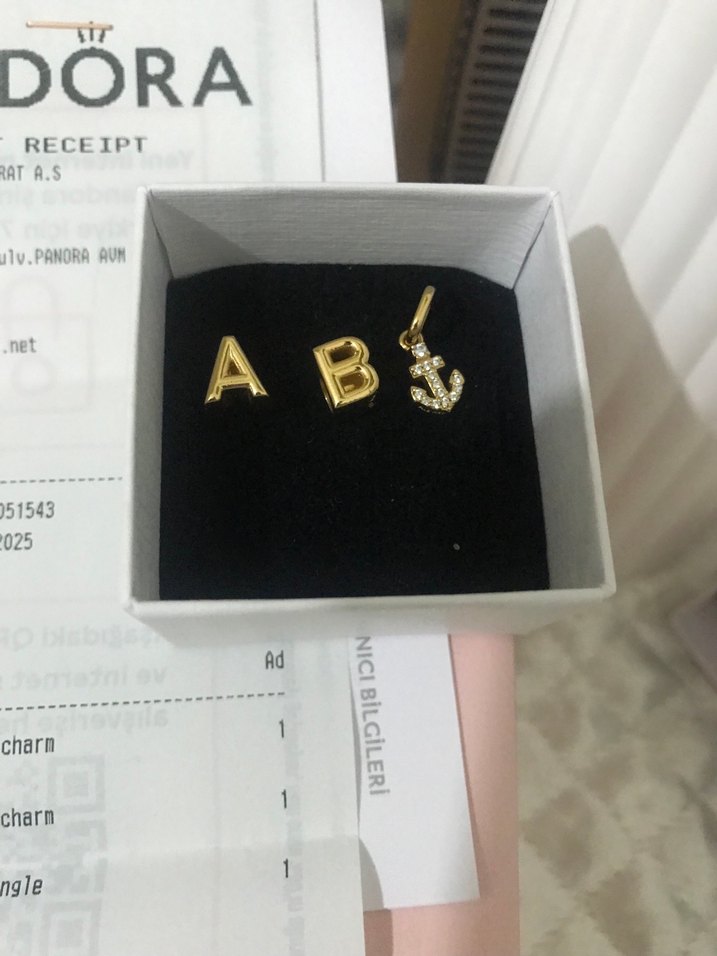 DORA
RECEIPT
RAT A.S
ulv.PANORA AVM
.net
A B
051543
2025
Ad
charm 1
charm 1
ngle 1
NICI BİLGİLERİ